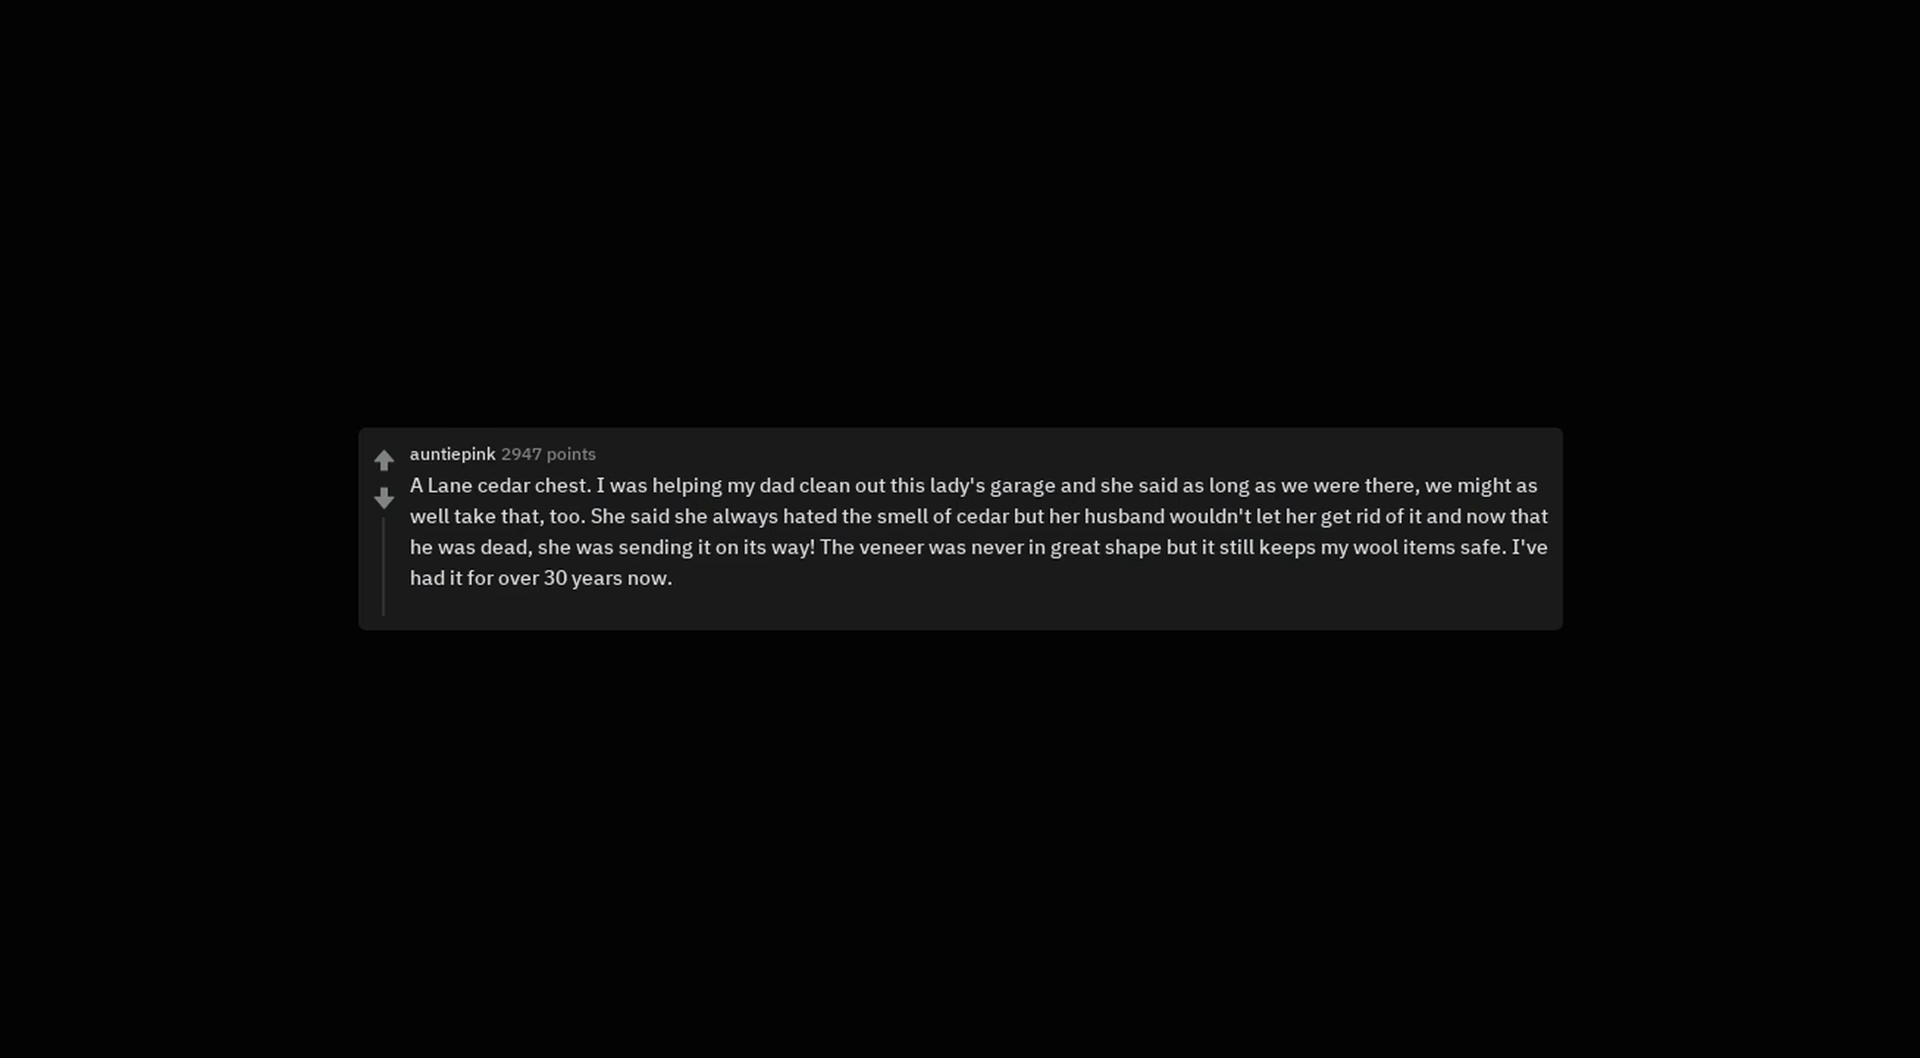 auntiepink 2947 points
A Lane cedar chest. I was helping my dad clean out this lady's garage and she said as long as we were there, we might as
well take that, too. She said she always hated the smell of cedar but her husband wouldn't let her get rid of it and now that
he was dead, she was sending it on its way! The veneer was never in great shape but it still keeps my wool items safe. I've
had it for over 30 years now.